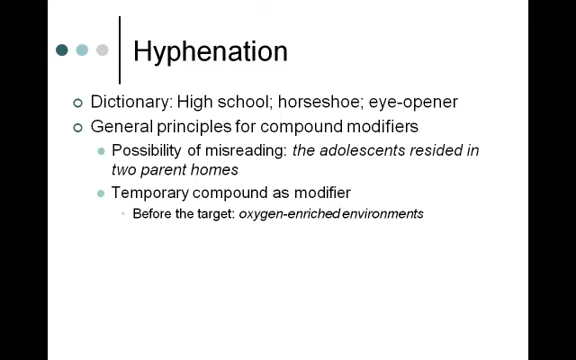 Hyphenation
Dictionary: High school; horseshoe; eye-opener
General principles for compound modifiers
Possibility of misreading: the adolescents resided in
two parent homes
Temporary compound as modifier
Before the target: oxygen-enriched environments